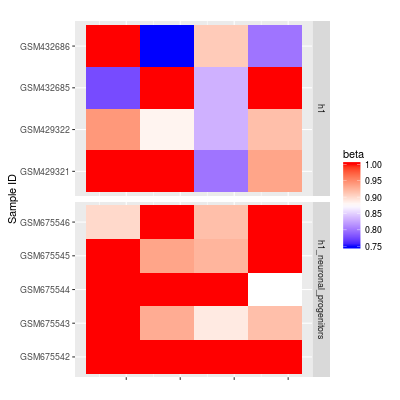 Sample ID
GSM432686
GSM432685
GSM429322
GSM429321
h1
GSM675546
GSM675545
GSM675544
GSM675543
GSM675542
h1_neuronal_progenitors
beta
1.00
0.95
0.90
0.85
0.80
0.75